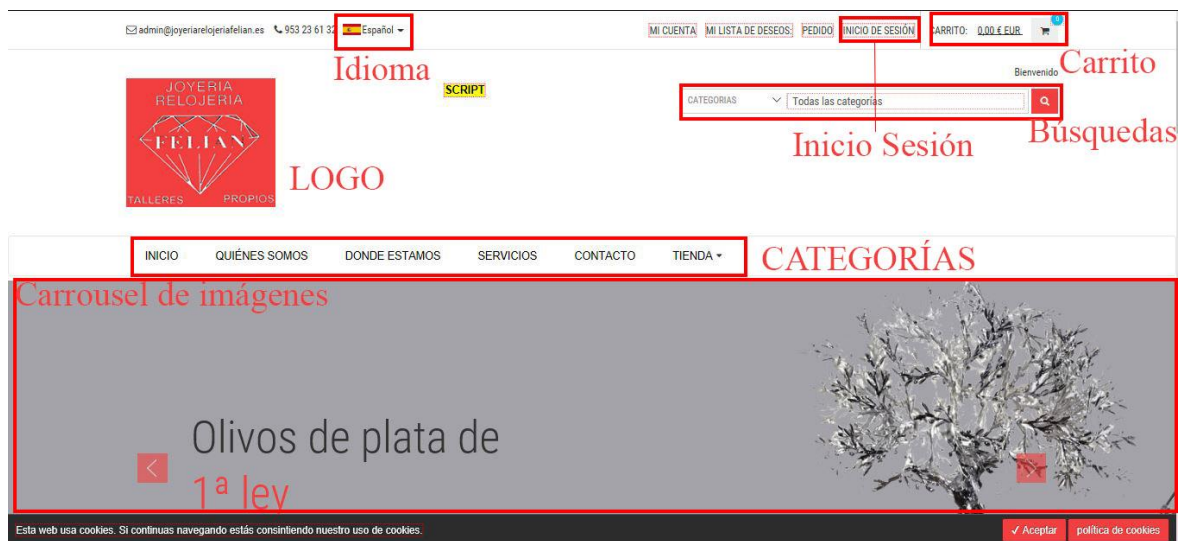 admin@joyeriarelojeriafelian.es 953 23 61 32 Español
MI CUENTA MI LISTA DE DESEOS: PEDIDO INICIO DE SESIÓN CARRITO: 0,00 € EUR 0
Idioma
Bienvenido
Carrito
JOYERIA
RELOJERIA
FELIAN
TALLERES PROPIOS
SCRIPT
CATEGORIAS Todas las categorías
Búsquedas
Inicio Sesión
LOGO
INICIO QUIÉNES SOMOS DONDE ESTAMOS SERVICIOS CONTACTO TIENDA
CATEGORÍAS
Carrousel de imágenes
Olivos de plata de
1ª ley
Esta web usa cookies. Si continuas navegando estás consintiendo nuestro uso de cookies.
✓ Aceptar política de cookies